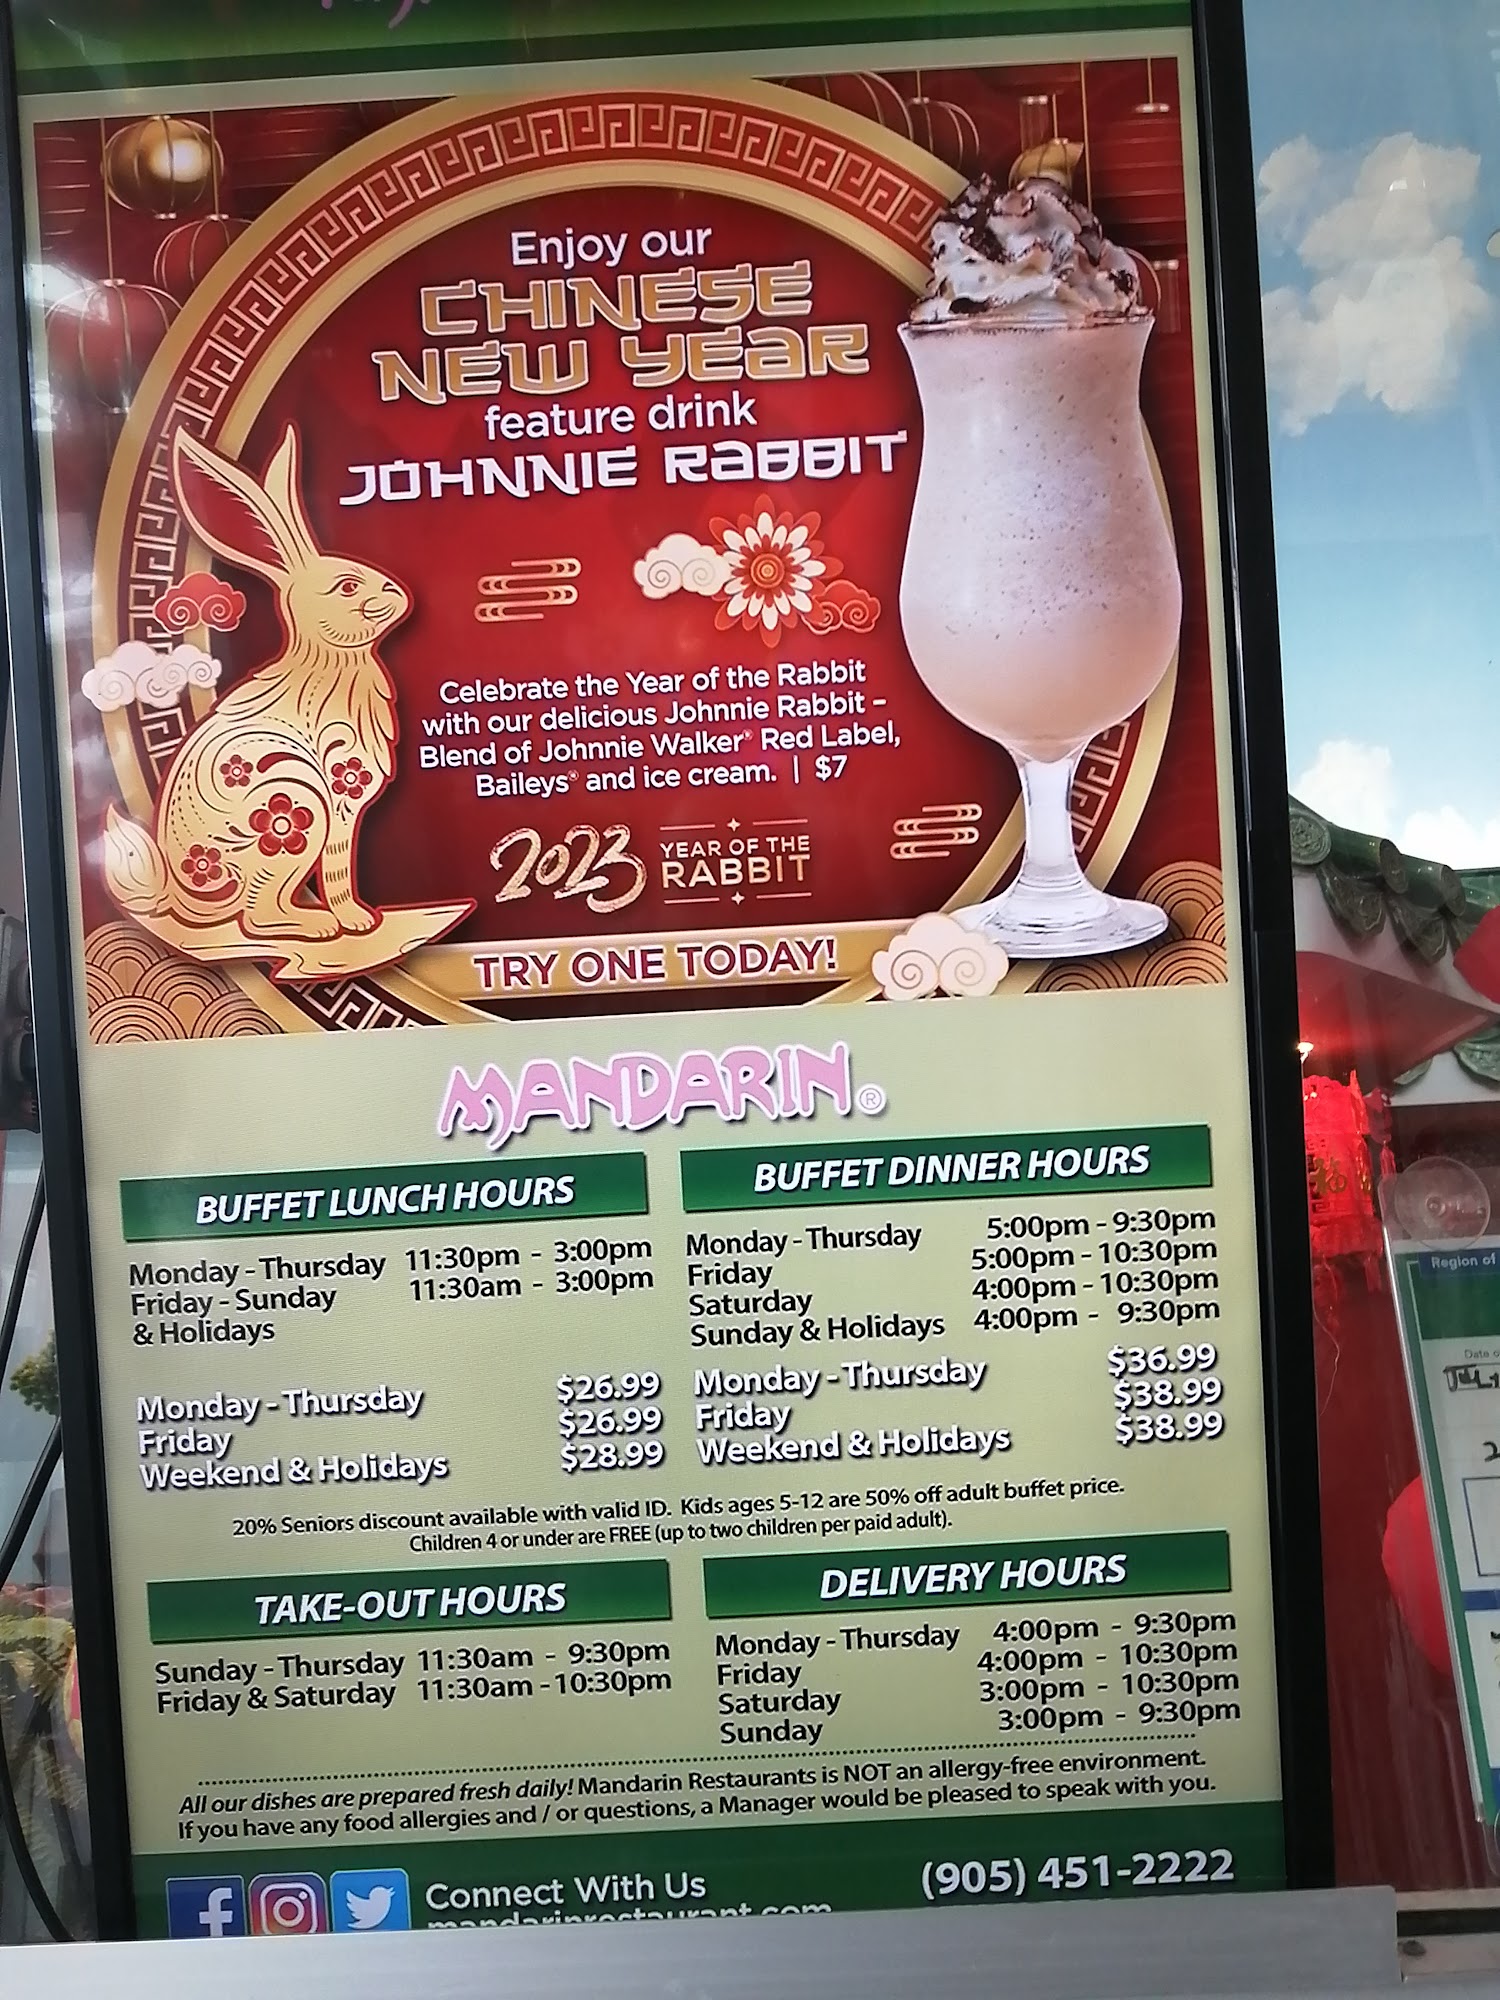 Enjoy our
CHINESE
NEW YEAR
feature drink
JOHNNIE RABBIT
Celebrate the Year of the Rabbit
with our delicious Johnnie Rabbit –
Blend of Johnnie Walker® Red Label,
Baileys® and ice cream. | $7
2023 YEAR OF THE
RABBIT
TRY ONE TODAY!
MANDARIN®
BUFFET LUNCH HOURS
Monday - Thursday 11:30pm - 3:00pm
Friday - Sunday 11:30am - 3:00pm
& Holidays
Monday - Thursday $26.99
Friday $26.99
Weekend & Holidays $28.99
BUFFET DINNER HOURS
Monday - Thursday 5:00pm - 9:30pm
Friday 5:00pm - 10:30pm
Saturday 4:00pm - 10:30pm
Sunday & Holidays 4:00pm - 9:30pm
Monday - Thursday $36.99
Friday $38.99
Weekend & Holidays $38.99
20% Seniors discount available with valid ID. Kids ages 5-12 are 50% off adult buffet price.
Children 4 or under are FREE (up to two children per paid adult).
TAKE-OUT HOURS
Sunday - Thursday 11:30am - 9:30pm
Friday & Saturday 11:30am - 10:30pm
DELIVERY HOURS
Monday - Thursday 4:00pm - 9:30pm
Friday 4:00pm - 10:30pm
Saturday 3:00pm - 10:30pm
Sunday 3:00pm - 9:30pm
All our dishes are prepared fresh daily! Mandarin Restaurants is NOT an allergy-free environment.
If you have any food allergies and / or questions, a Manager would be pleased to speak with you.
Connect With Us
mandarinrestaurant.com
(905) 451-2222
Region of
Date